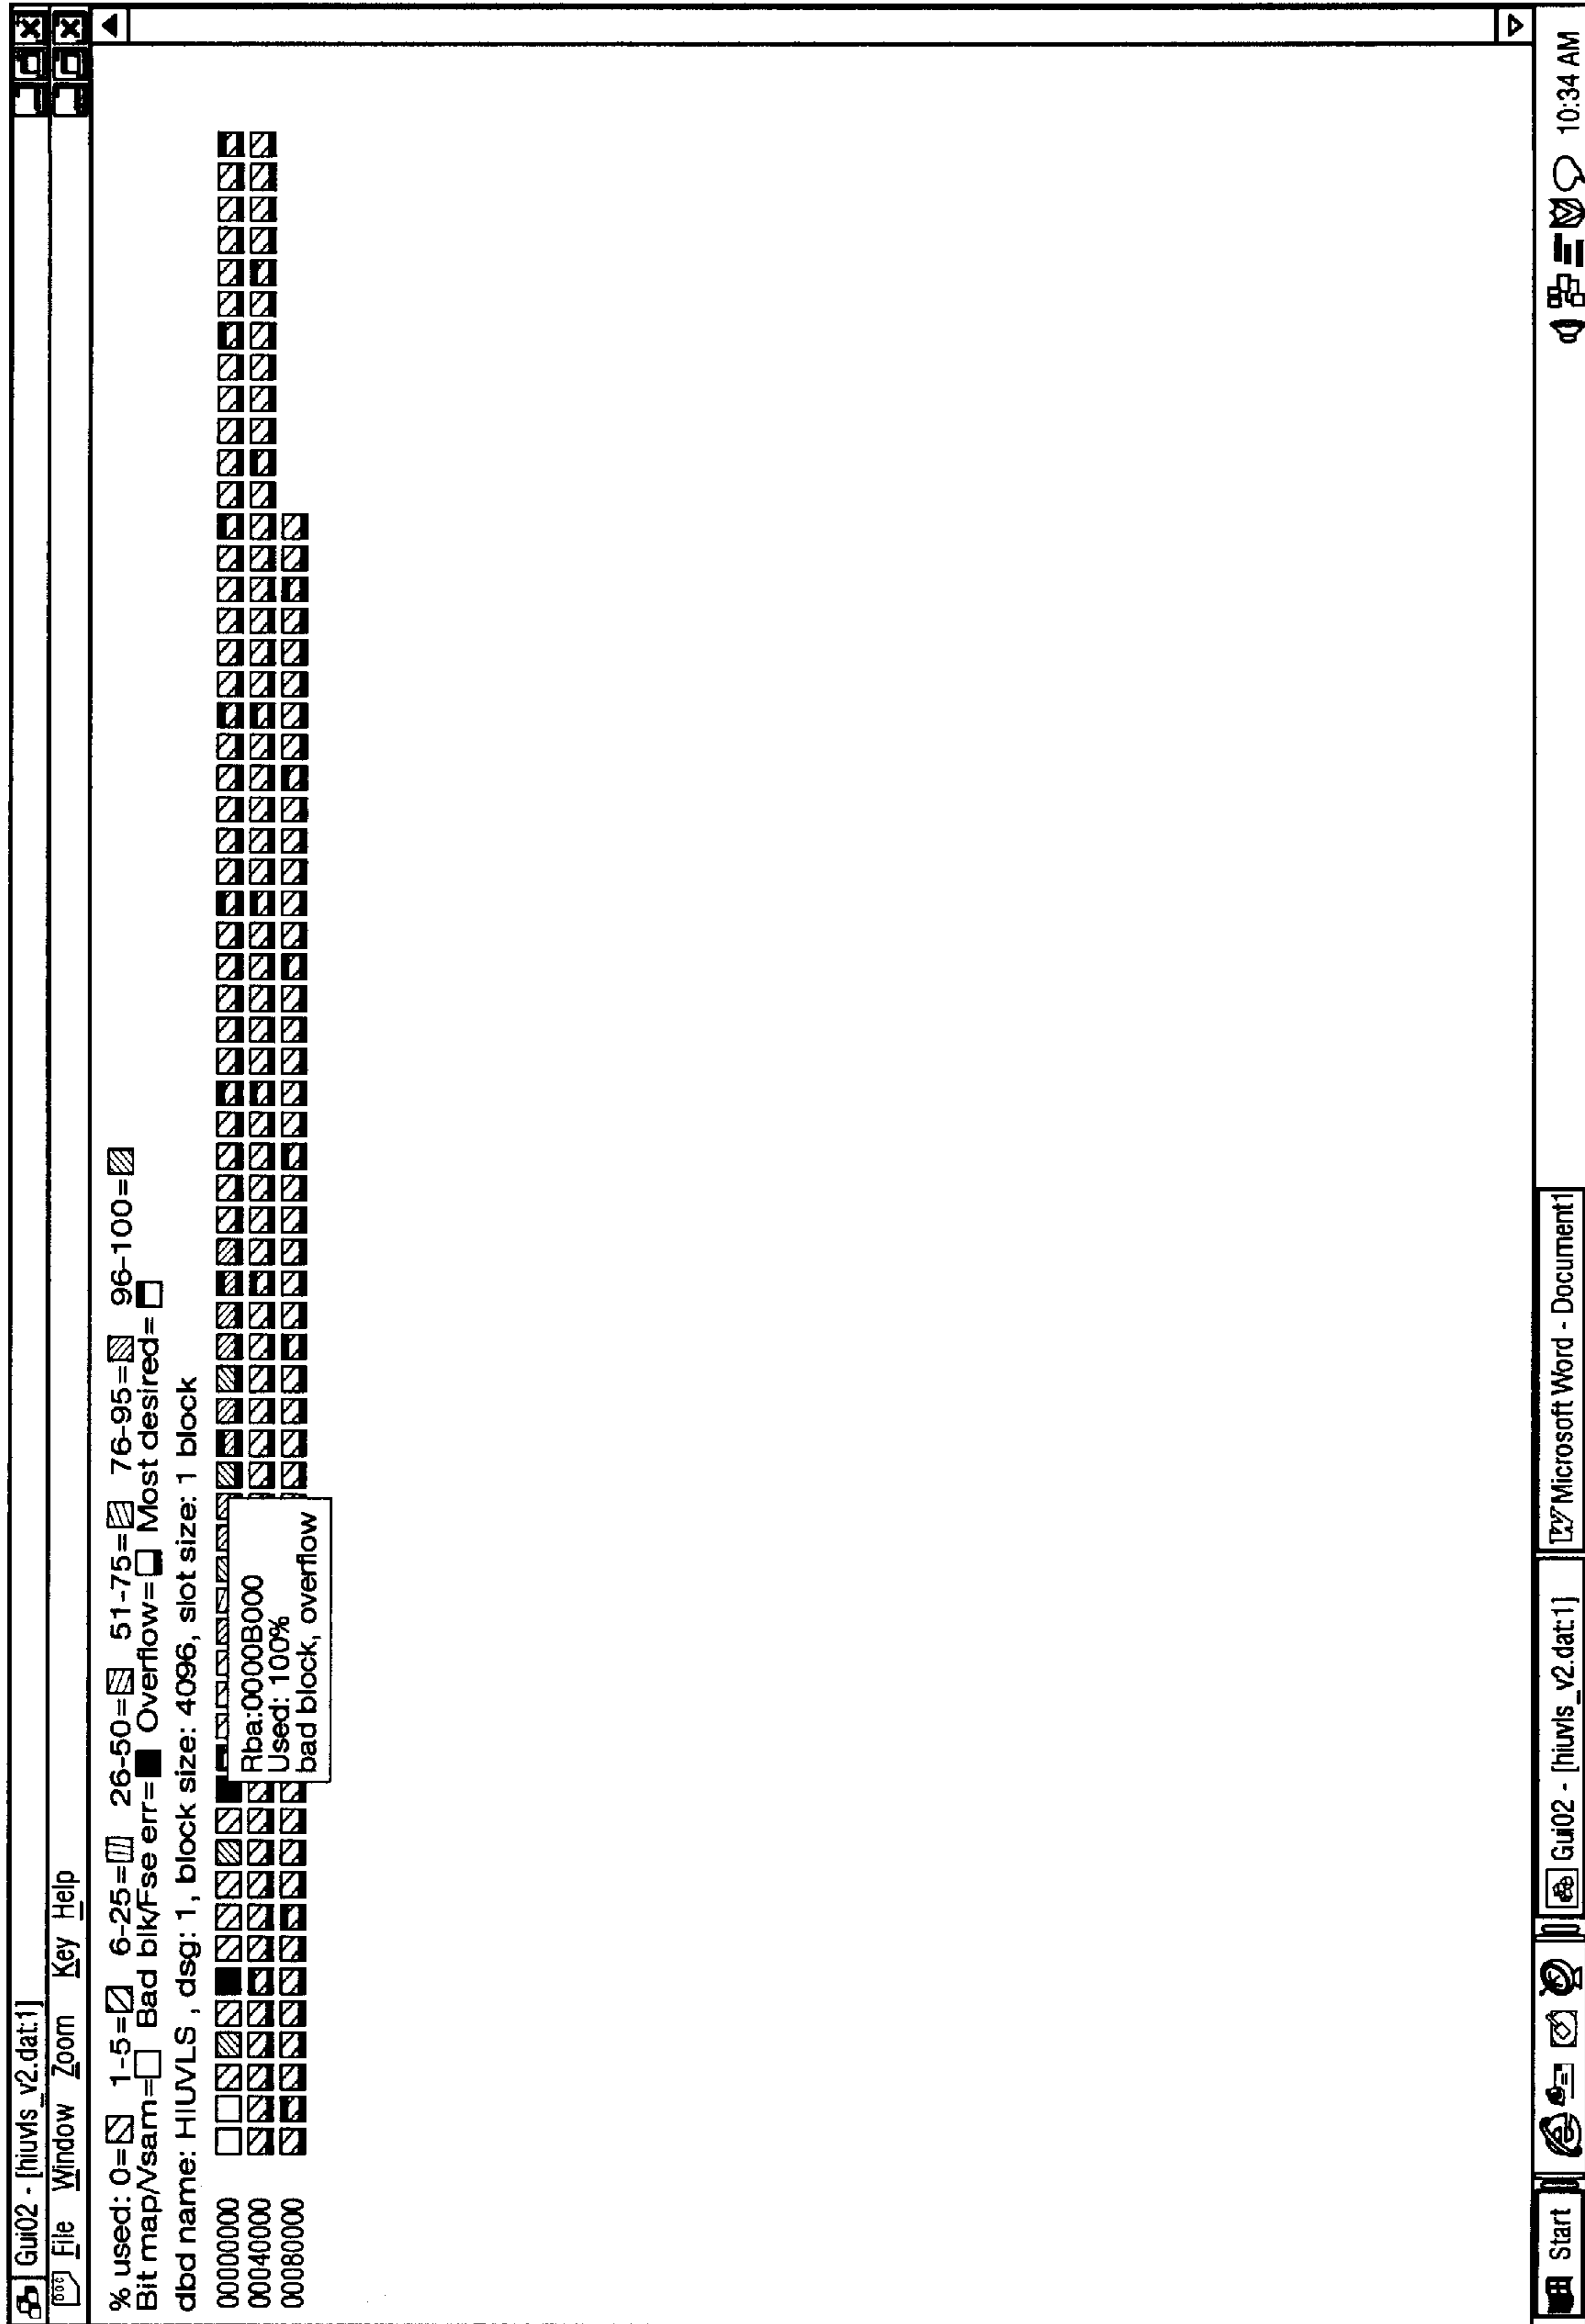 Gui02 - [hiuvls_v2.dat:1]
File Window Zoom Key Help
% used: 0= 1-5= 6-25= 26-50= 51-75= 76-95= 96-100=
Bit map/Vsam= Bad blk/Fse err= Overflow= Most desired=
dbd name: HIUVLS , dsg: 1, block size: 4096, slot size: 1 block
00000000
00040000
00080000
Rba:0000B000
Used: 100%
bad block, overflow
Start Gui02 - [hiuvls_v2.dat:1] W Microsoft Word - Document1 10:34 AM